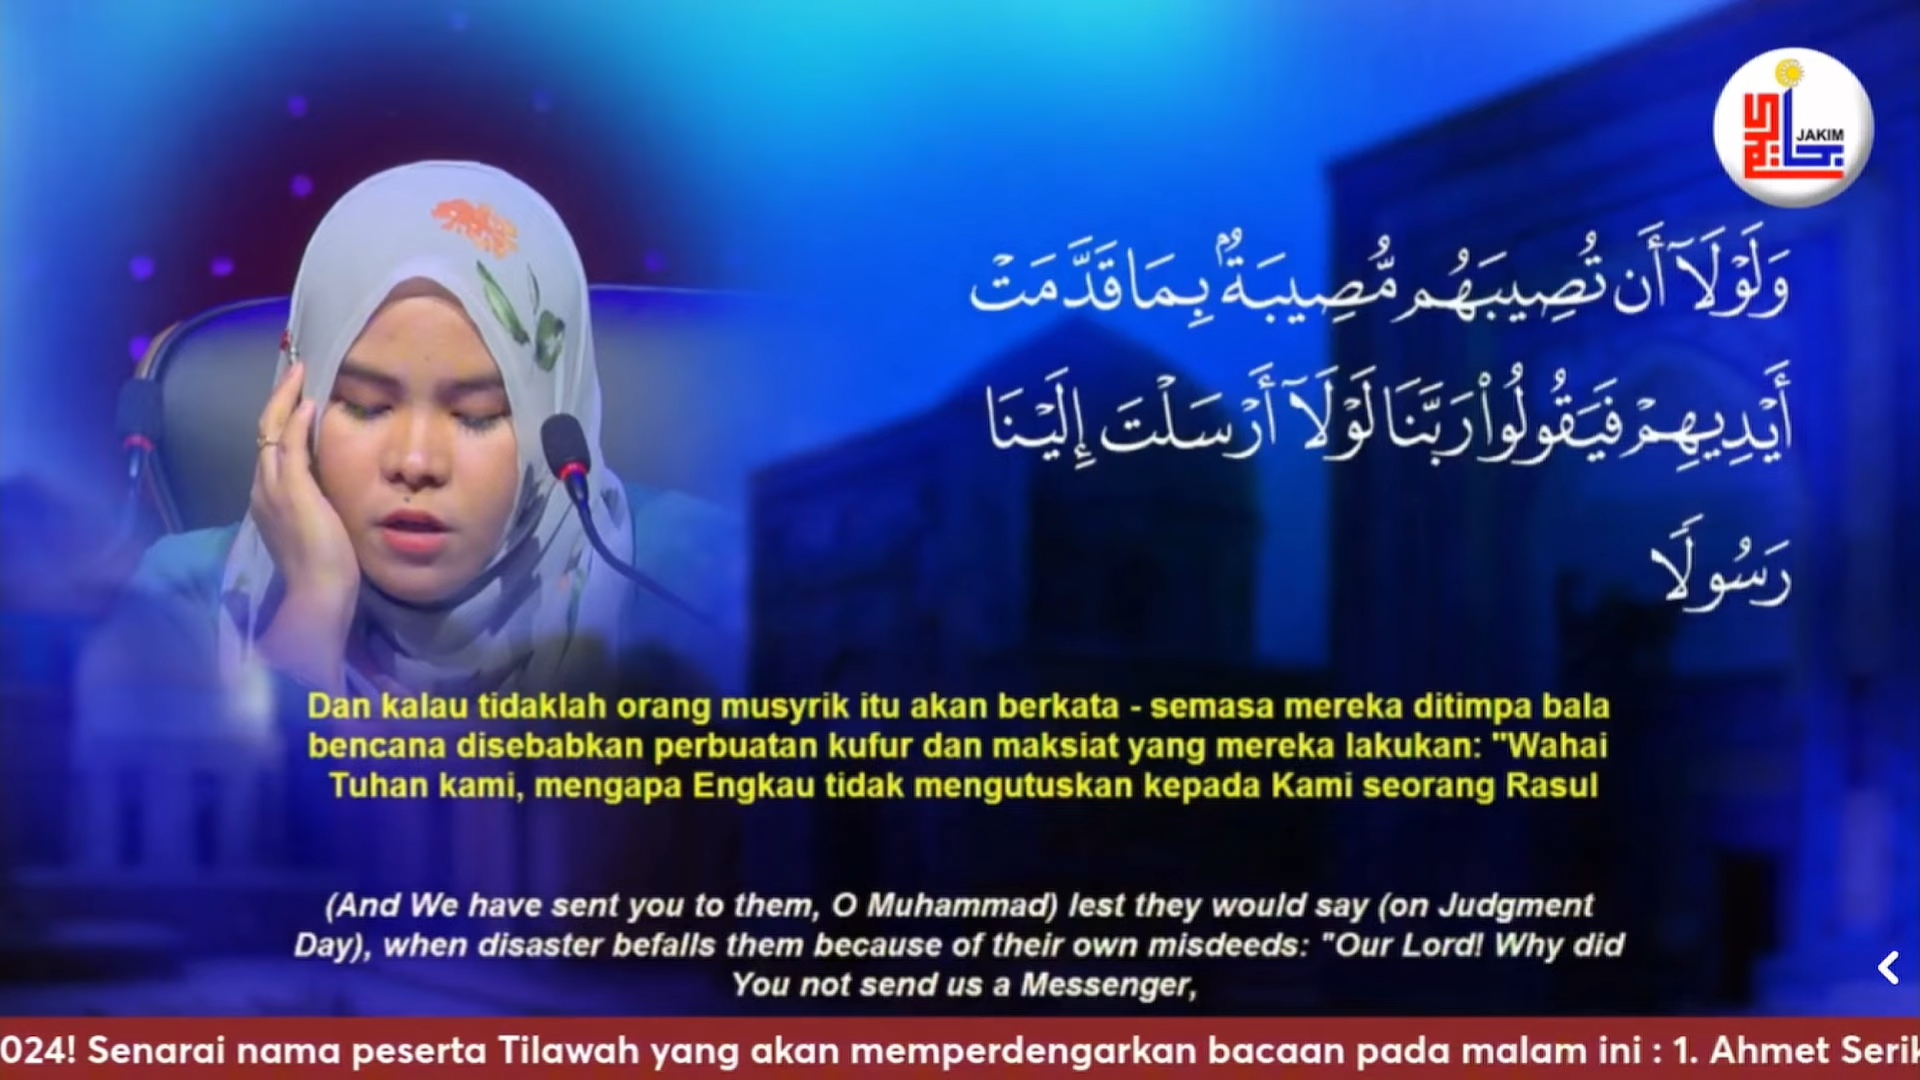 JAKIM
وَلَوْلَآ أَن تُصِيبَهُم مُّصِيبَةٌۢ بِمَا قَدَّمَتْ
أَيْدِيهِمْ فَيَقُولُوا۟ رَبَّنَا لَوْلَآ أَرْسَلْتَ إِلَيْنَا
رَسُولًا
Dan kalau tidaklah orang musyrik itu akan berkata - semasa mereka ditimpa bala
bencana disebabkan perbuatan kufur dan maksiat yang mereka lakukan: "Wahai
Tuhan kami, mengapa Engkau tidak mengutuskan kepada Kami seorang Rasul
(And We have sent you to them, O Muhammad) lest they would say (on Judgment
Day), when disaster befalls them because of their own misdeeds: "Our Lord! Why did
You not send us a Messenger,
024! Senarai nama peserta Tilawah yang akan memperdengarkan bacaan pada malam ini : 1. Ahmet Serik